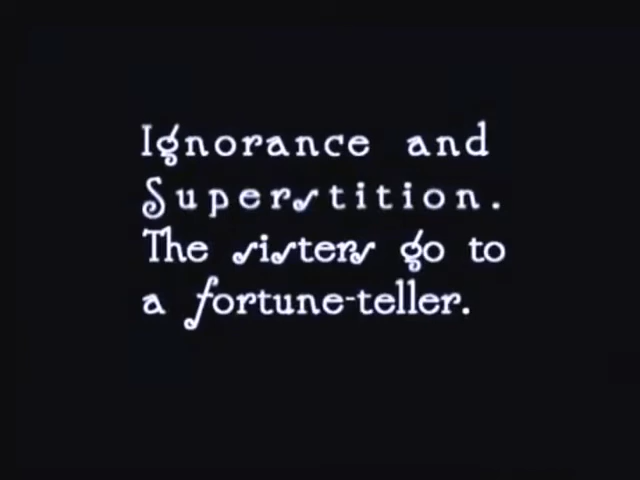 Ignorance and
Superstition.
The sisters go to
a fortune-teller.